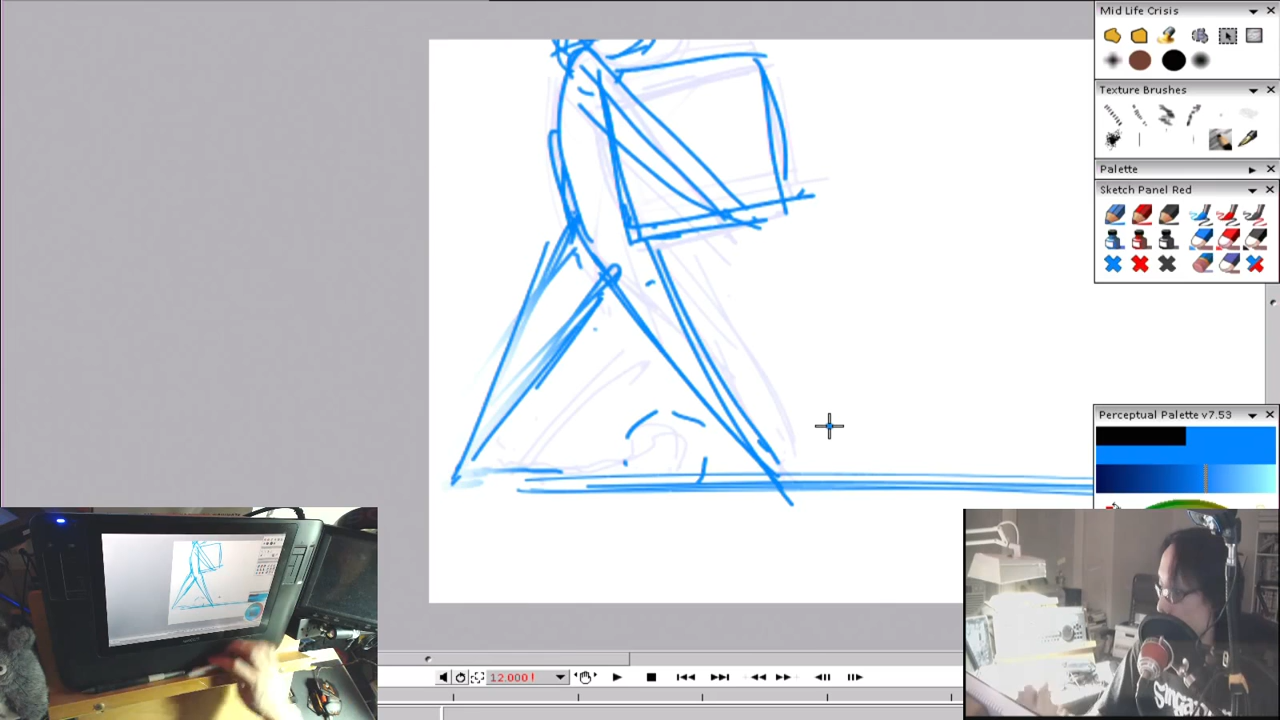 Mid Life Crisis
Texture Brushes
Palette
Sketch Panel Red
Perceptual Palette v7.53
12.000 !